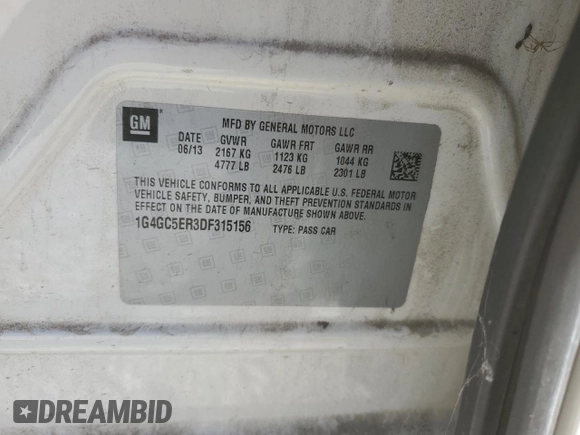 GM
MFD BY GENERAL MOTORS LLC
DATE GVWR GAWR FRT GAWR RR
06/13 2167 KG 1123 KG 1044 KG
4777 LB 2476 LB 2301 LB
THIS VEHICLE CONFORMS TO ALL APPLICABLE U.S. FEDERAL MOTOR
VEHICLE SAFETY, BUMPER, AND THEFT PREVENTION STANDARDS IN
EFFECT ON THE DATE OF MANUFACTURE SHOWN ABOVE.
1G4GC5ER3DF315156 TYPE: PASS CAR
DREAMBID